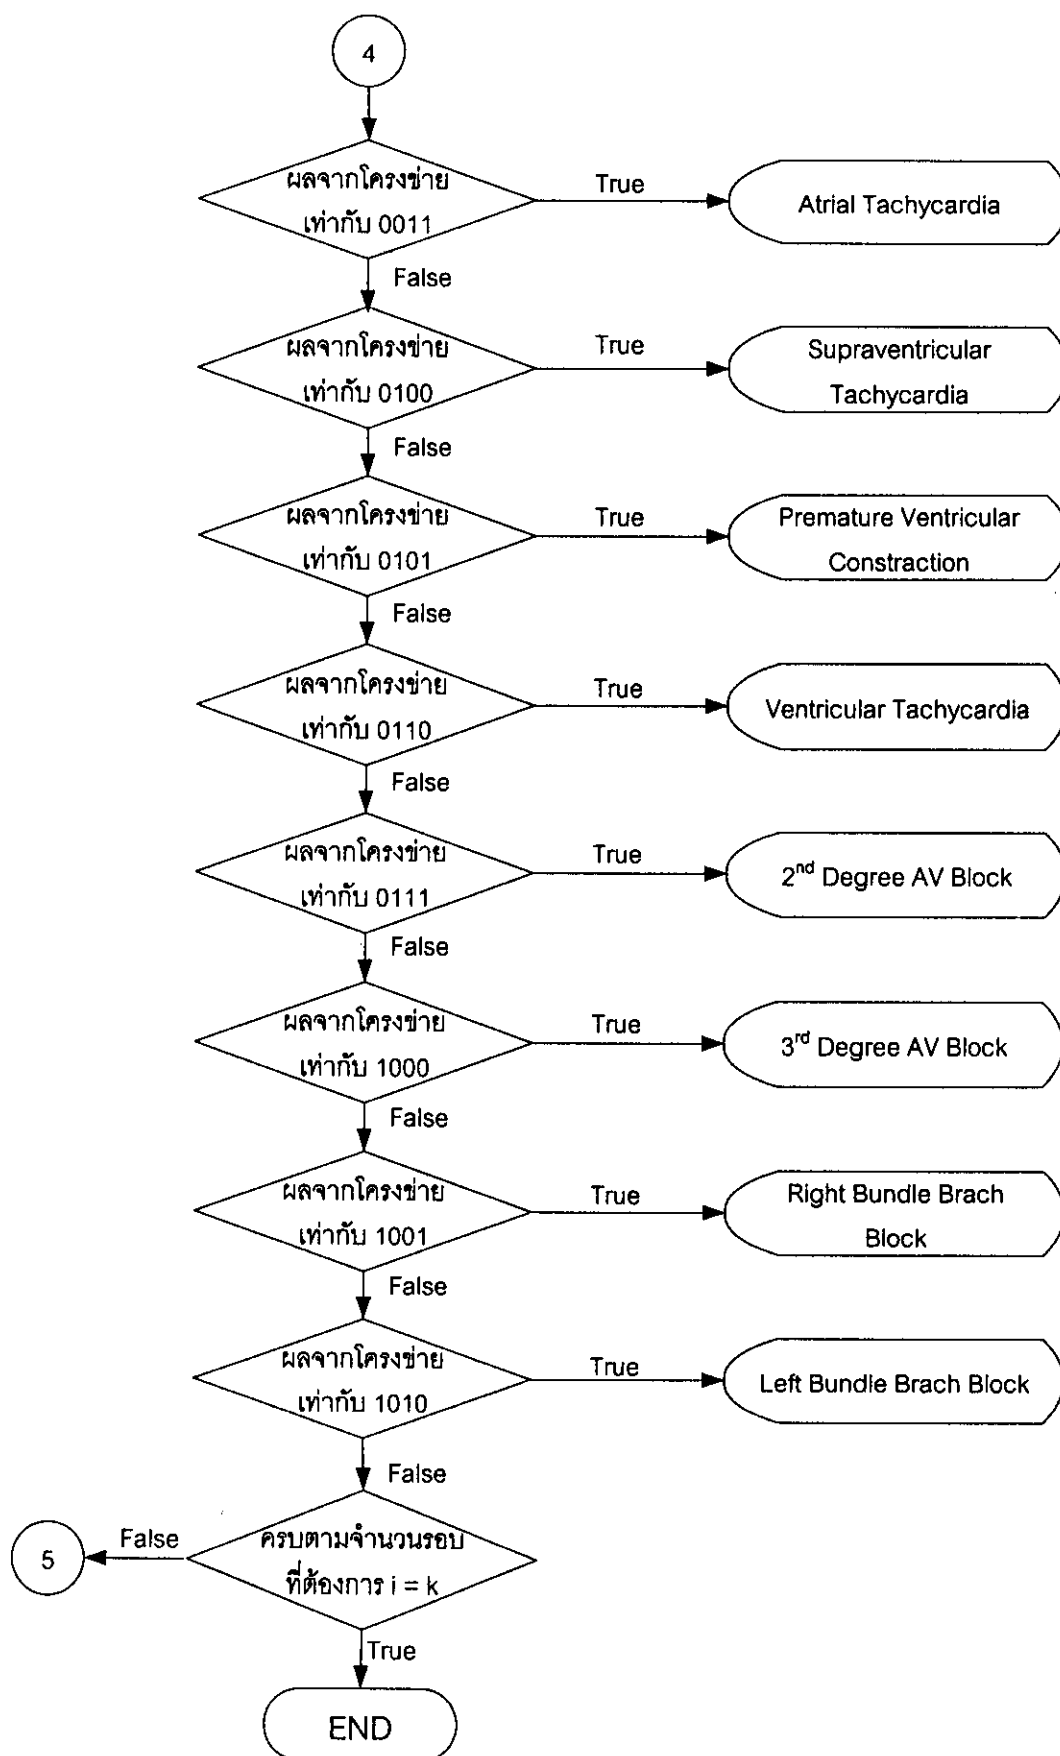 4
ผลจากโครงข่าย
เท่ากับ 0011
True
Atrial Tachycardia
False
ผลจากโครงข่าย
เท่ากับ 0100
True
Supraventricular
Tachycardia
False
ผลจากโครงข่าย
เท่ากับ 0101
True
Premature Ventricular
Constraction
False
ผลจากโครงข่าย
เท่ากับ 0110
True
Ventricular Tachycardia
False
ผลจากโครงข่าย
เท่ากับ 0111
True
2nd Degree AV Block
False
ผลจากโครงข่าย
เท่ากับ 1000
True
3rd Degree AV Block
False
ผลจากโครงข่าย
เท่ากับ 1001
True
Right Bundle Brach
Block
False
ผลจากโครงข่าย
เท่ากับ 1010
True
Left Bundle Brach Block
False
ครบตามจำนวนรอบ
ที่ต้องการ i = k
False
5
True
END